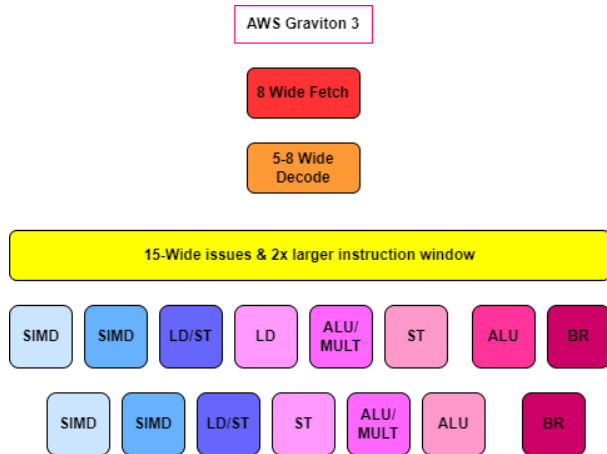 AWS Graviton 3
8 Wide Fetch
5-8 Wide
Decode
15-Wide issues & 2x larger instruction window
SIMD SIMD LD/ST LD ALU/ MULT ST ALU BR
SIMD SIMD LD/ST ST ALU/ MULT ALU BR